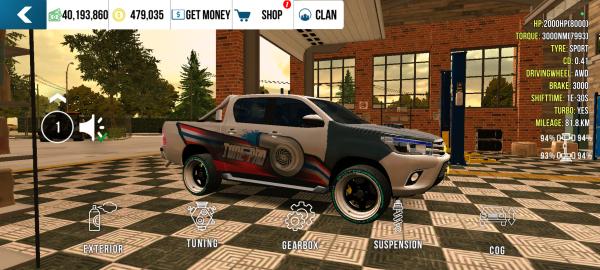 40,193,860
479,035
GET MONEY
SHOP
CLAN
HP:2000HP(8000)
TORQUE: 3000NM(7993)
TYRE: SPORT
CD: 0.41
DRIVINGWHEEL: AWD
BRAKE: 3000
SHIFTTIME: 1E-30S
TURBO: YES
MILEAGE: 81.8 KM
94% 94%
93% 94%
1
EXTERIOR
TUNING
GEARBOX
SUSPENSION
COG